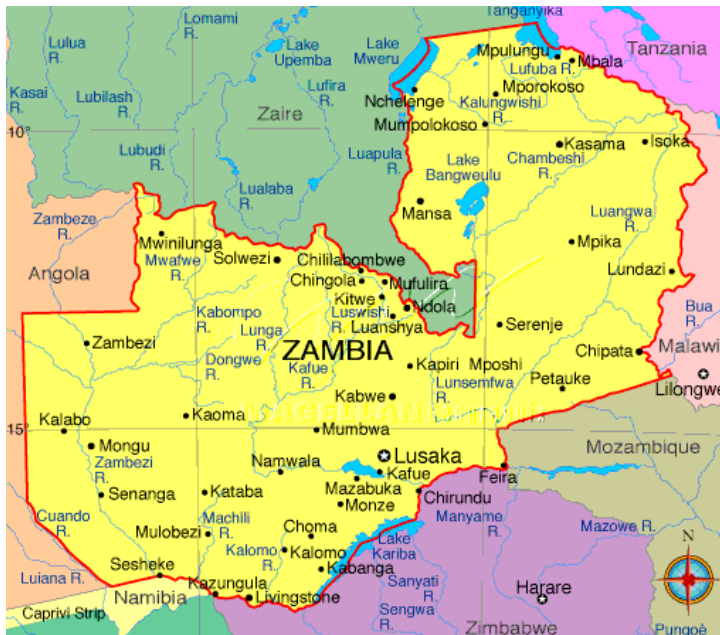 Tanganyika
Lomami
R.
Lulua
R.
Lake
Upemba
Lake
Mweru
Mpulungu
Tanzania
Mbala
Lufuba R.
Kasai
R.
Lubilash
R.
Lufira
R.
Mporokoso
Nchelenge
Kalungwishi
R.
Zaire
10°
Mumpolokoso
Kasama
Isoka
Lubudi
R.
Luapula
R.
Lake
Bangweulu
Chambeshi
R.
Lualaba
R.
Mansa
Luangwa
R.
Zambeze
R.
Mwinilunga
Mwafwe
R.
Solwezi
Chililabombwe
Mpika
Angola
Chingola
Mufulira
Lundazi
Kabompo
R.
Kitwe
Luswishi
R.
Ndola
Bua
R.
Lunga
R.
Luanshya
Serenje
Zambezi
ZAMBIA
Malawi
Chipata
Dongwe
R.
Kafue
R.
Kapiri Mposhi
Lunsemfwa
R.
Petauke
Lilongwe
Kabwe
Kalabo
Kaoma
15°
Mumbwa
Mongu
Lusaka
Mozambique
Zambezi
R.
Namwala
Kafue
Feira
Senanga
Kataba
Mazabuka
Chirundu
Monze
Cuando
R.
Machili
R.
Manyame
R.
Mazowe R.
Mulobezi
Choma
Lake
Kariba
N
Kalomo
R.
Kalomo
Sesheke
Kabanga
Luiana R.
Kazungula
Sanyati
R.
Harare
Namibia
Livingstone
Caprivi Strip
Sengwa
R.
Zimbabwe
Pungoè